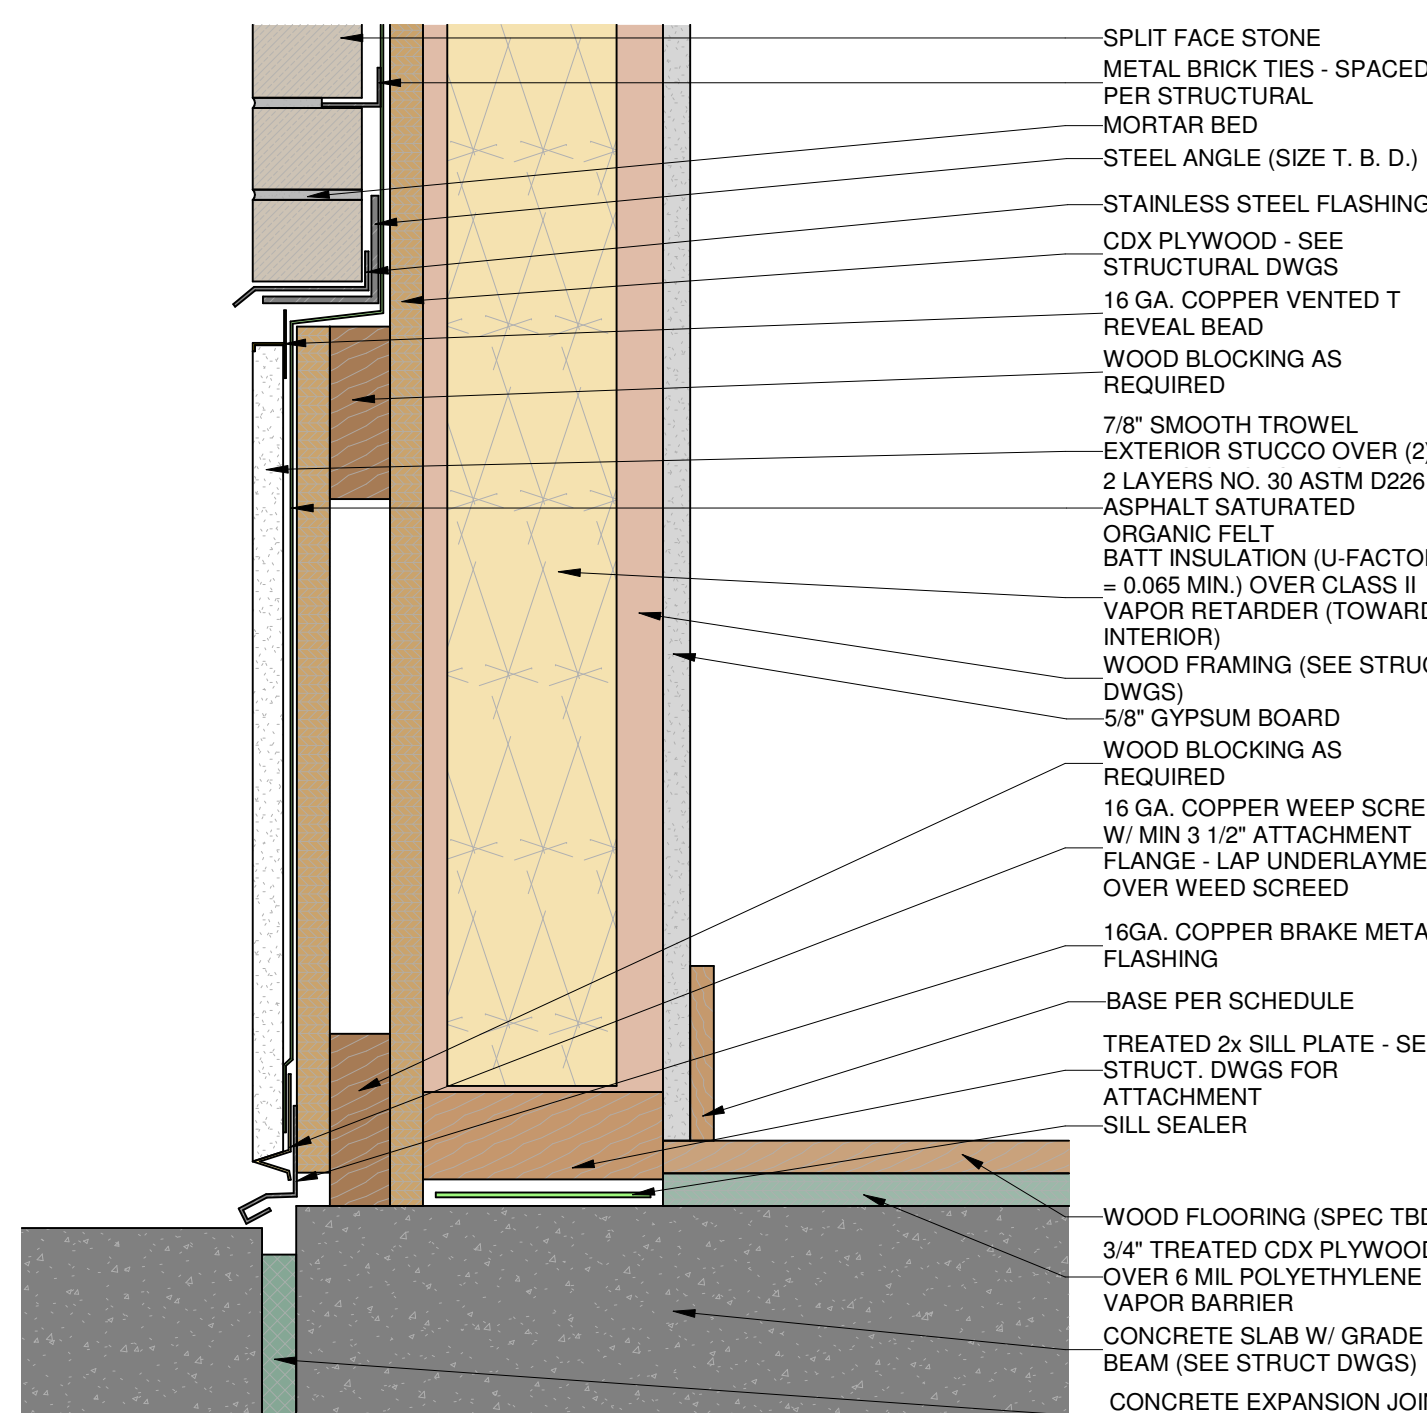 SPLIT FACE STONE
METAL BRICK TIES - SPACED
PER STRUCTURAL
MORTAR BED
STEEL ANGLE (SIZE T. B. D.)
STAINLESS STEEL FLASHING
CDX PLYWOOD - SEE
STRUCTURAL DWGS
16 GA. COPPER VENTED T
REVEAL BEAD
WOOD BLOCKING AS
REQUIRED
7/8" SMOOTH TROWEL
EXTERIOR STUCCO OVER (2)
2 LAYERS NO. 30 ASTM D226
ASPHALT SATURATED
ORGANIC FELT
BATT INSULATION (U-FACTOR
= 0.065 MIN.) OVER CLASS II
VAPOR RETARDER (TOWARD
INTERIOR)
WOOD FRAMING (SEE STRUC
DWGS)
5/8" GYPSUM BOARD
WOOD BLOCKING AS
REQUIRED
16 GA. COPPER WEEP SCRE
W/ MIN 3 1/2" ATTACHMENT
FLANGE - LAP UNDERLAYME
OVER WEED SCREED
16GA. COPPER BRAKE META
FLASHING
BASE PER SCHEDULE
TREATED 2x SILL PLATE - SE
STRUCT. DWGS FOR
ATTACHMENT
SILL SEALER
WOOD FLOORING (SPEC TBD
3/4" TREATED CDX PLYWOOD
OVER 6 MIL POLYETHYLENE
VAPOR BARRIER
CONCRETE SLAB W/ GRADE
BEAM (SEE STRUCT DWGS)
CONCRETE EXPANSION JOIN